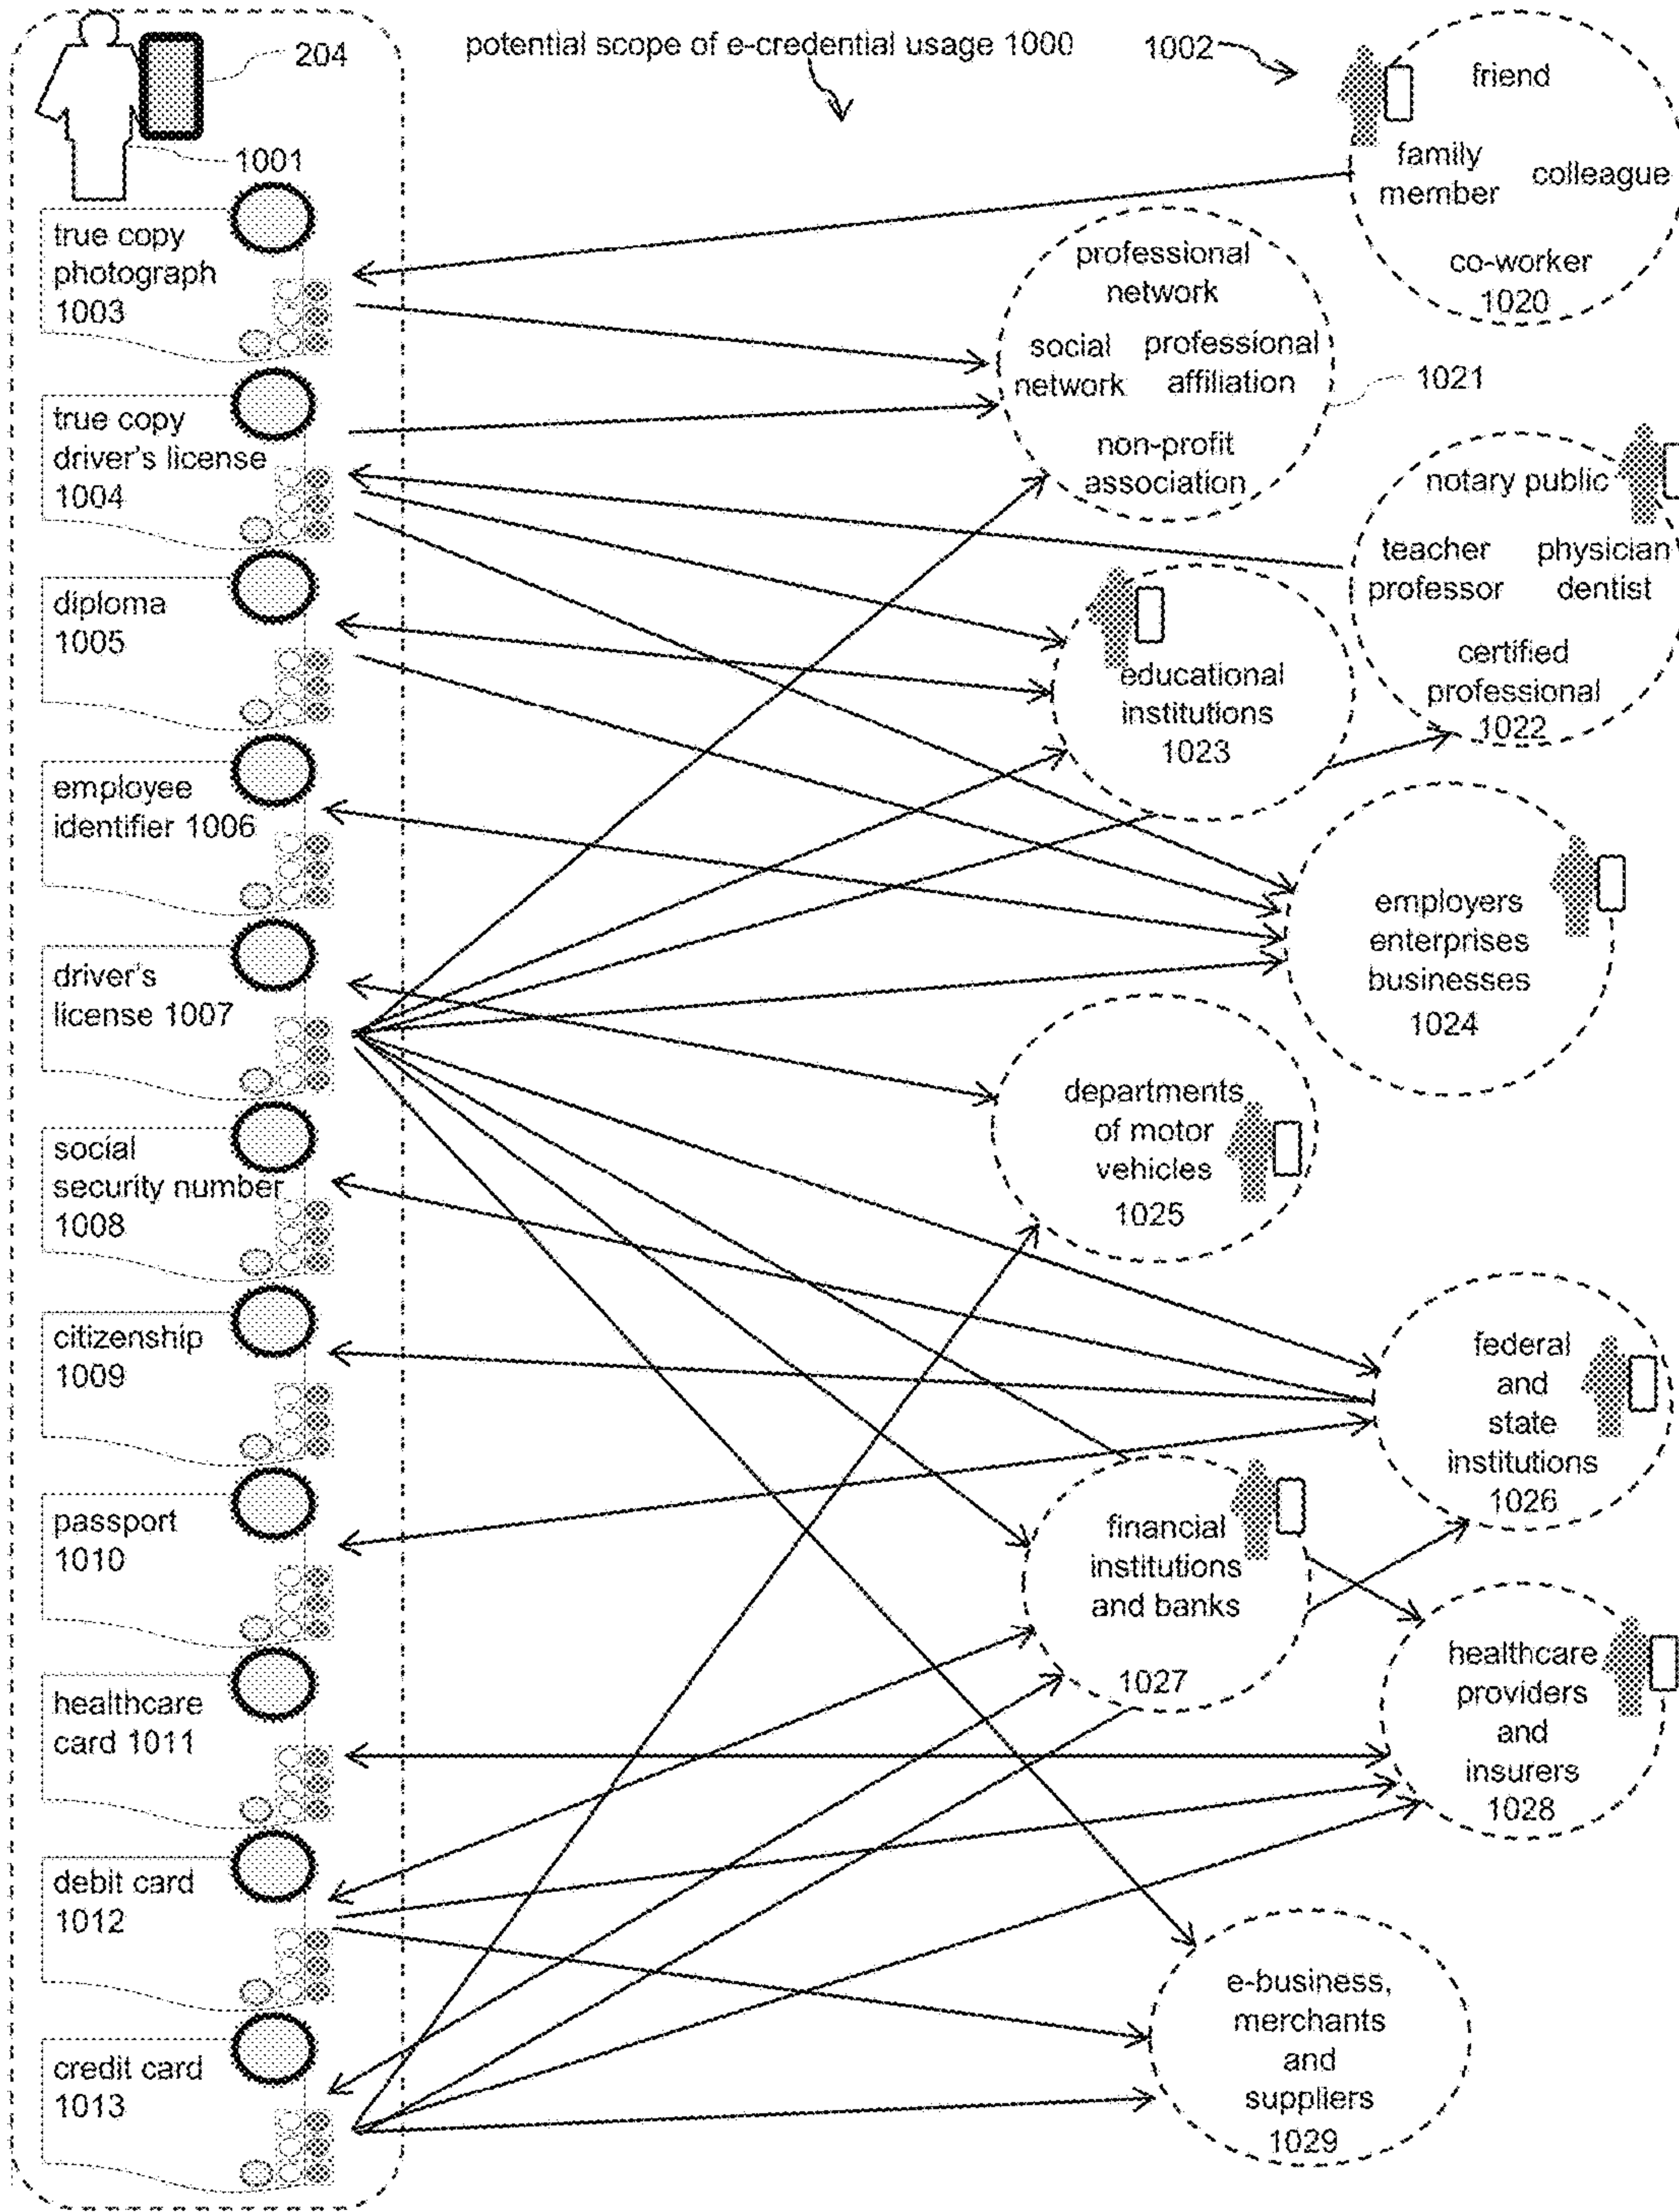 204
potential scope of e-credential usage 1000
1002
1001
true copy
photograph
1003
true copy
driver's license
1004
diploma
1005
employee
identifier 1006
driver's
license 1007
social
security number
1008
citizenship
1009
passport
1010
healthcare
card 1011
debit card
1012
credit card
1013
friend
family
member
colleague
co-worker
1020
professional
network
social
network
professional
affiliation
non-profit
association
1021
notary public
teacher
professor
physician
dentist
certified
professional
1022
educational
institutions
1023
employers
enterprises
businesses
1024
departments
of motor
vehicles
1025
federal
and
state
institutions
1026
financial
institutions
and banks
1027
healthcare
providers
and
insurers
1028
e-business,
merchants
and
suppliers
1029